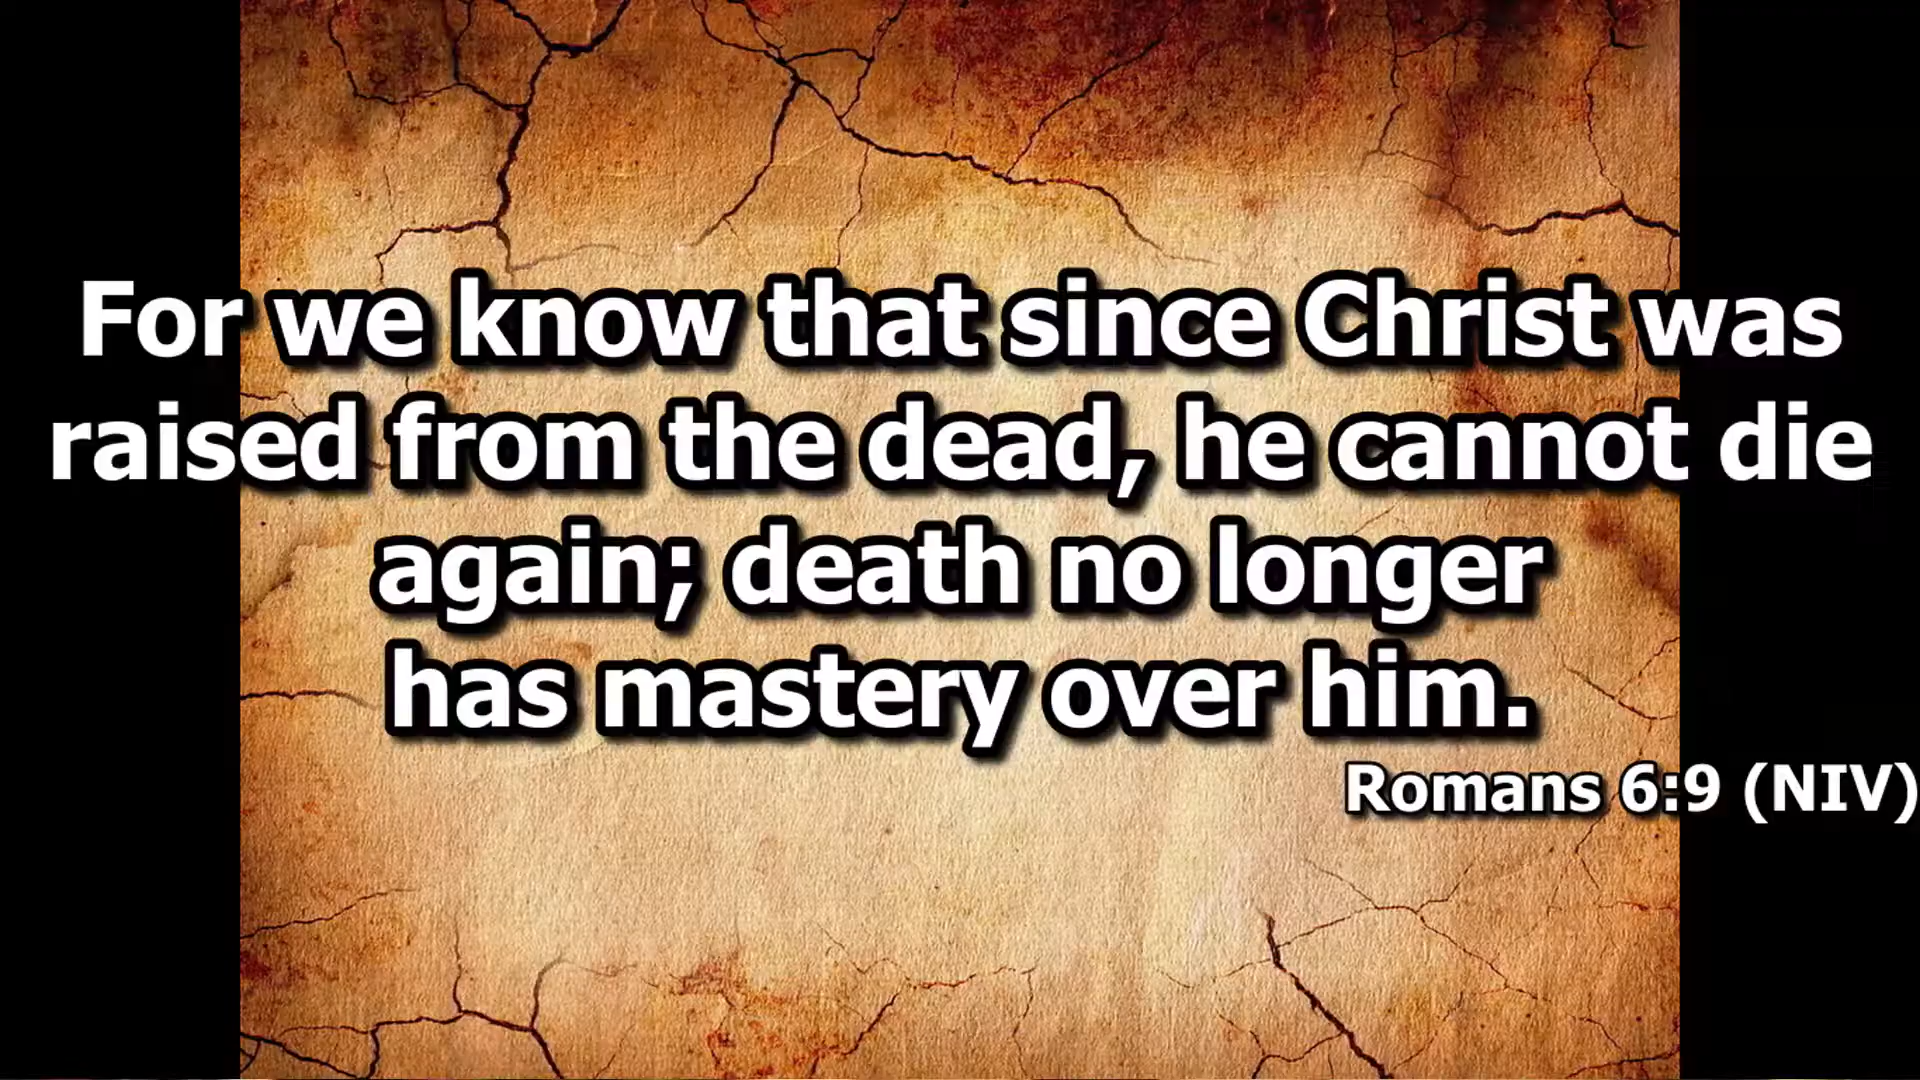 For we know that since Christ was
raised from the dead, he cannot die
again; death no longer
has mastery over him.
Romans 6:9 (NIV)